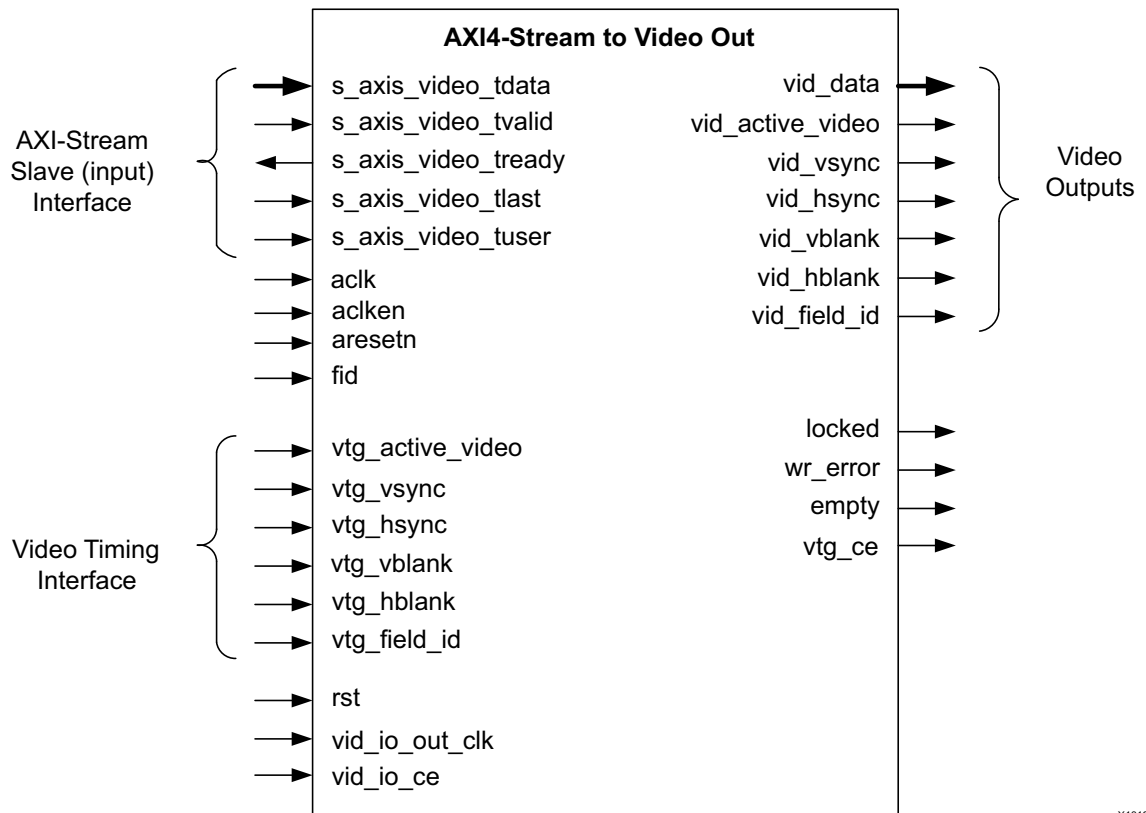 AXI4-Stream to Video Out
AXI-Stream
Slave (input)
Interface
s_axis_video_tdata
s_axis_video_tvalid
s_axis_video_tready
s_axis_video_tlast
s_axis_video_tuser
aclk
aclken
aresetn
fid
Video Timing
Interface
vtg_active_video
vtg_vsync
vtg_hsync
vtg_vblank
vtg_hblank
vtg_field_id
rst
vid_io_out_clk
vid_io_ce
vid_data
vid_active_video
vid_vsync
vid_hsync
vid_vblank
vid_hblank
vid_field_id
Video
Outputs
locked
wr_error
empty
vtg_ce